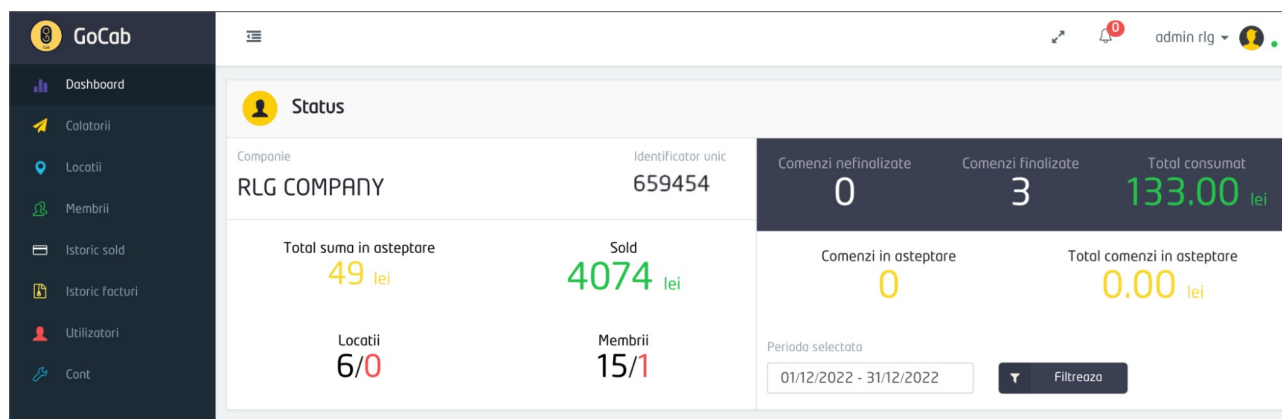 GoCab
0
admin rlg
Dashboard
Calatorii
Locatii
Membrii
Istoric sold
Istoric facturi
Utilizatori
Cont
Status
Companie
RLG COMPANY
Identificator unic
659454
Total suma in asteptare
49 lei
Sold
4074 lei
Locatii
6/0
Membrii
15/1
Comenzi nefinalizate
0
Comenzi finalizate
3
Total consumat
133.00 lei
Comenzi in asteptare
0
Total comenzi in asteptare
0.00 lei
Perioda selectata
01/12/2022 - 31/12/2022
Filtreaza